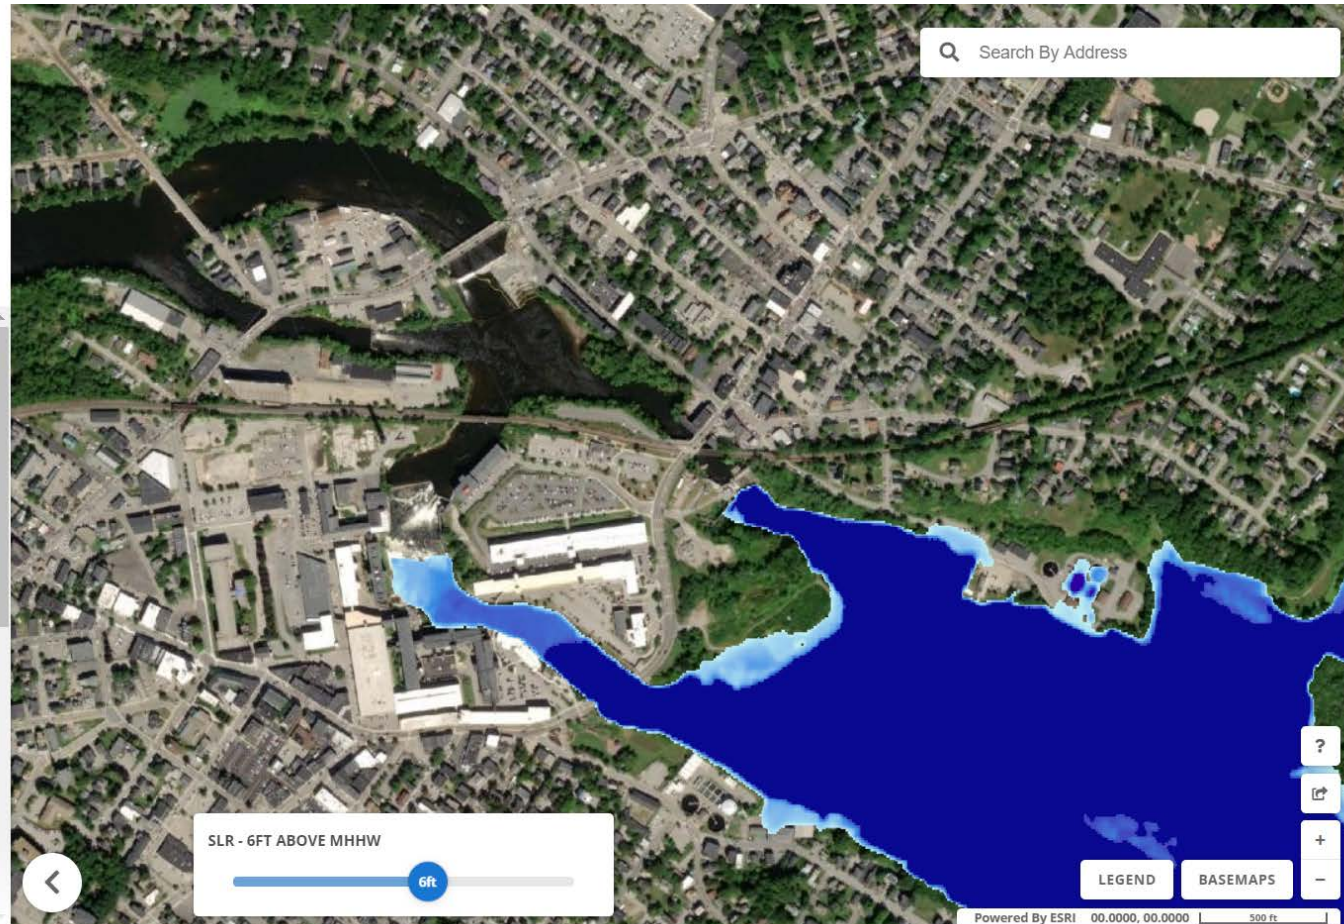 Search By Address
?
SLR - 6FT ABOVE MHHW
6ft
+
LEGEND
BASEMAPS
−
Powered By ESRI
00.0000, 00.0000
500 ft